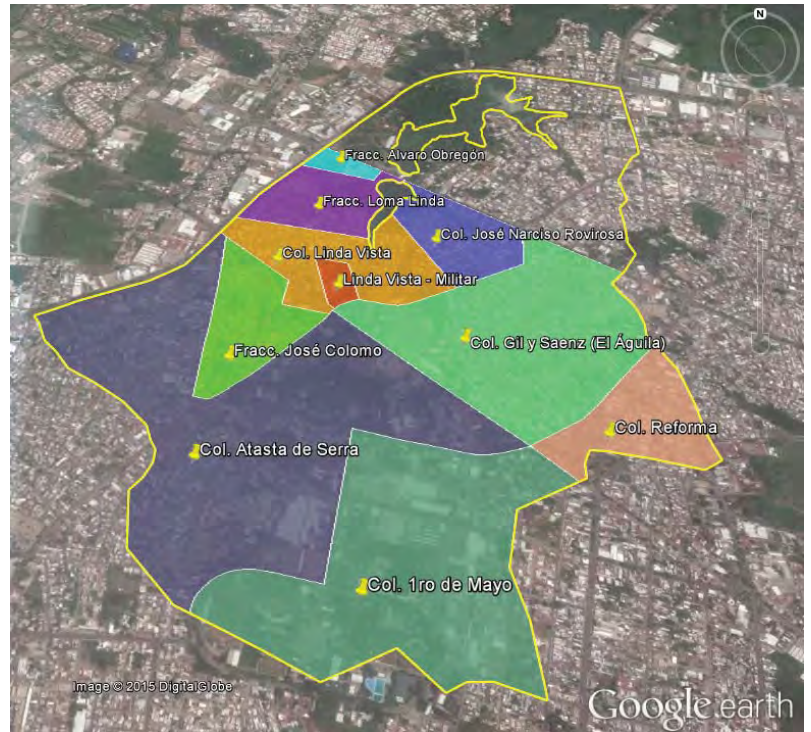 N
Fracc. Alvaro Obregón
Fracc. Loma Linda
Col. José Narciso Rovirosa
Col. Linda Vista
Linda Vista - Militar
Col. Gil y Saenz (El Águila)
Fracc. José Colomo
Col. Reforma
Col. Atasta de Serra
Col. 1ro de Mayo
Image © 2015 DigitalGlobe
Google earth